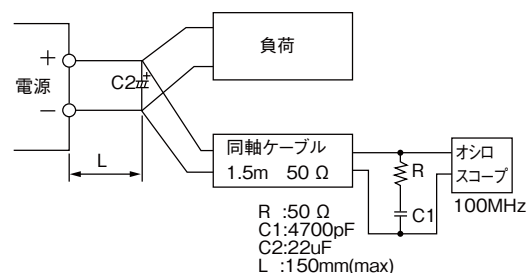 負荷
+
C2
+
電源
−
L
同軸ケーブル
1.5m 50 Ω
R
C1
オシロ
スコープ
100MHz
R :50 Ω
C1:4700pF
C2:22uF
L :150mm(max)